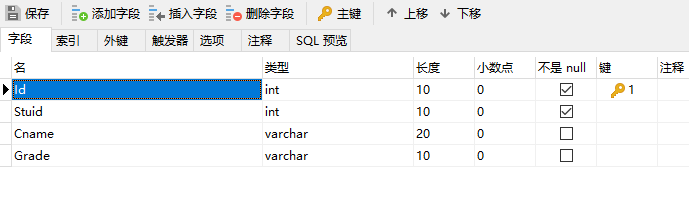 保存 添加字段 插入字段 删除字段 主键 上移 下移
字段 索引 外键 触发器 选项 注释 SQL 预览
名 类型 长度 小数点 不是 null 键 注释
Id int 10 0 1
Stuid int 10 0
Cname varchar 20 0
Grade varchar 10 0